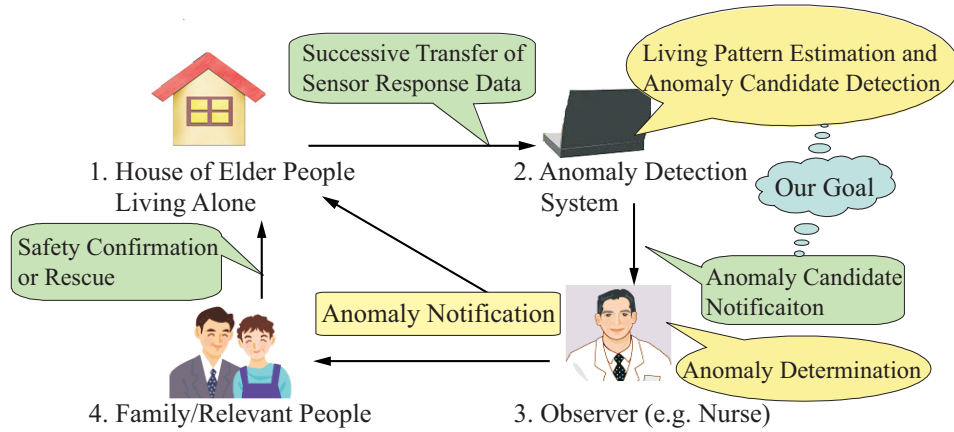 Successive Transfer of
Sensor Response Data
Living Pattern Estimation and
Anomaly Candidate Detection
1. House of Elder People
Living Alone
2. Anomaly Detection
System
Our Goal
Safety Confirmation
or Rescue
Anomaly Candidate
Notificaiton
Anomaly Notification
Anomaly Determination
4. Family/Relevant People
3. Observer (e.g. Nurse)